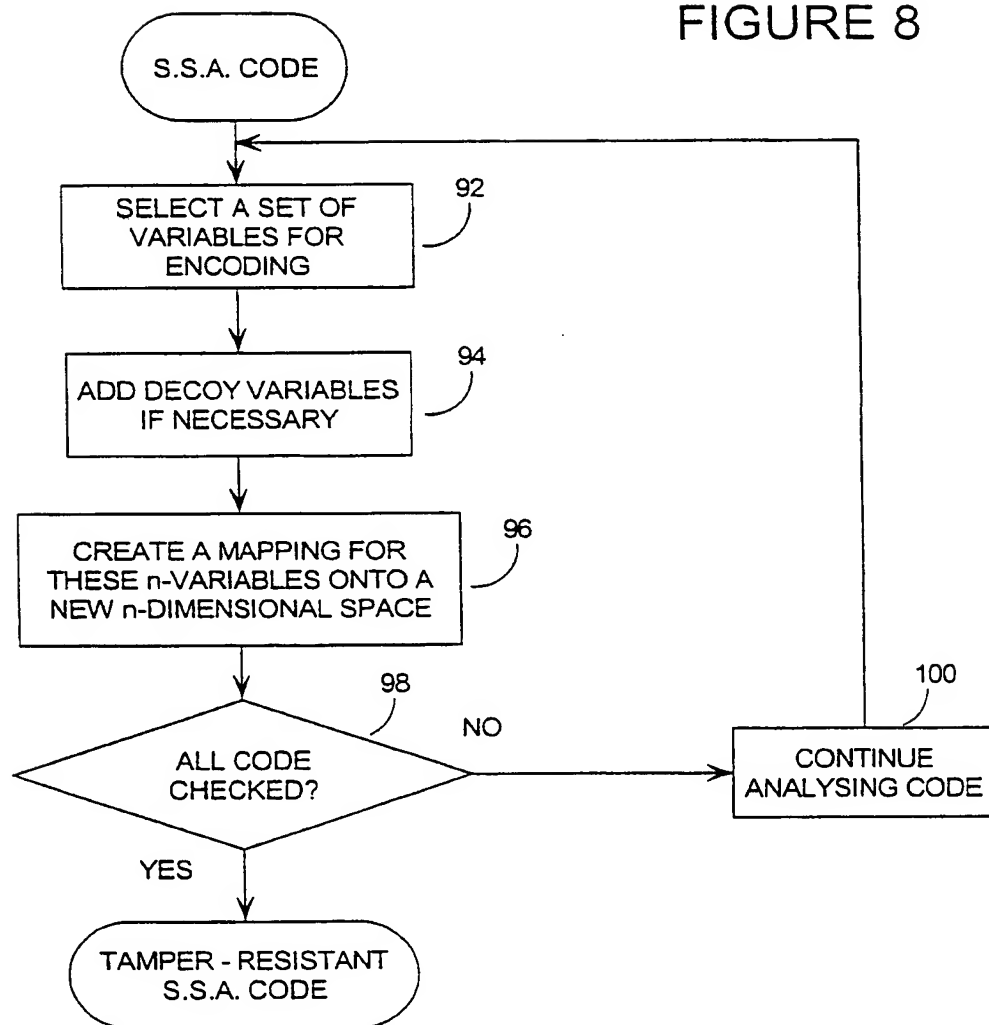 FIGURE 8
S.S.A. CODE
92
SELECT A SET OF
VARIABLES FOR
ENCODING
94
ADD DECOY VARIABLES
IF NECESSARY
96
CREATE A MAPPING FOR
THESE n-VARIABLES ONTO A
NEW n-DIMENSIONAL SPACE
98
ALL CODE
CHECKED?
NO
100
CONTINUE
ANALYSING CODE
YES
TAMPER - RESISTANT
S.S.A. CODE